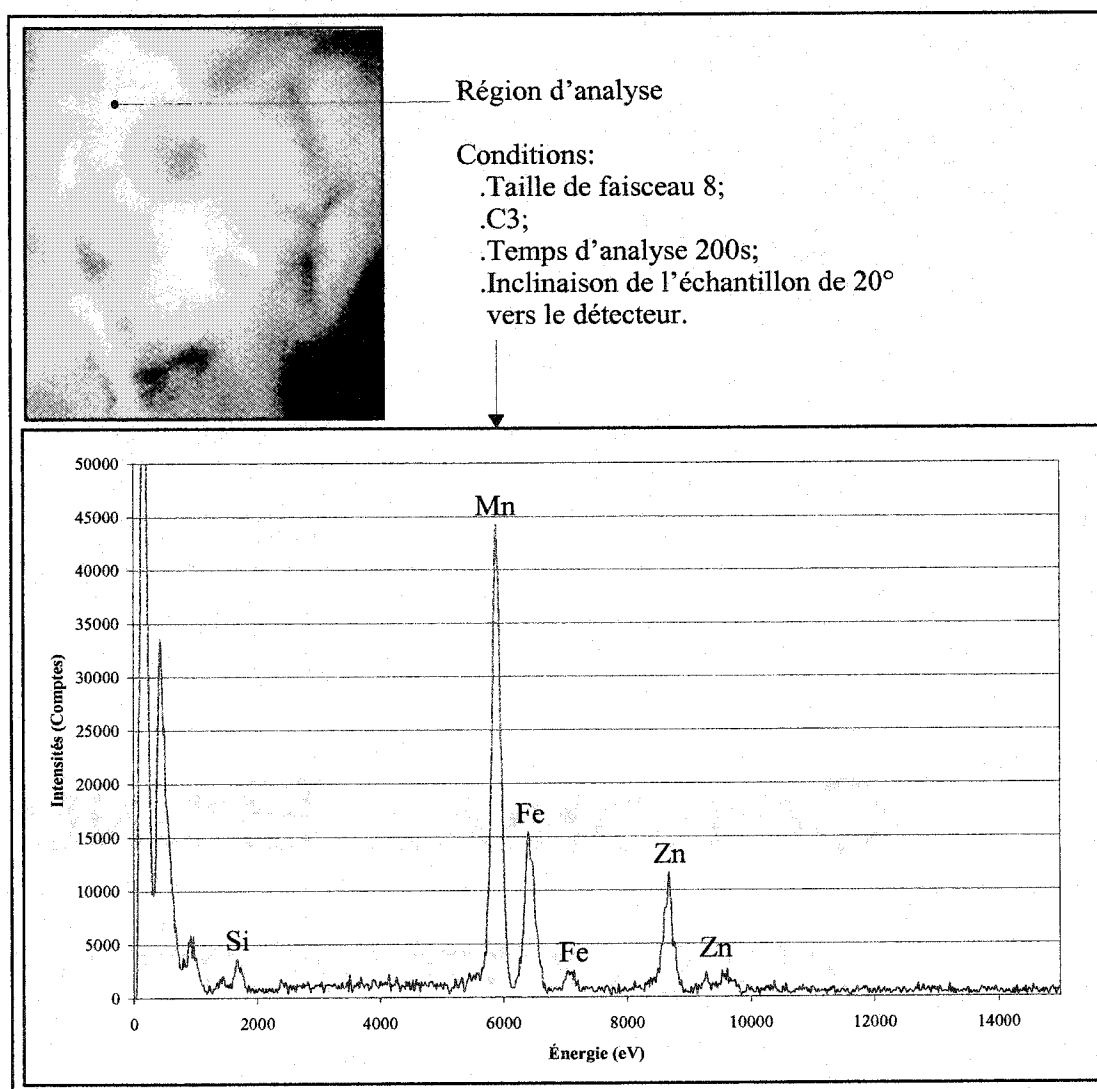 Région d'analyse
Conditions:
.Taille de faisceau 8;
.C3;
.Temps d'analyse 200s;
.Inclinaison de l'échantillon de 20°
vers le détecteur.
50000
45000
40000
35000
30000
25000
20000
15000
10000
5000
0
Intensités (Comptes)
Mn
Fe
Zn
Si
Fe
Zn
0 2000 4000 6000 8000 10000 12000 14000
Énergie (eV)